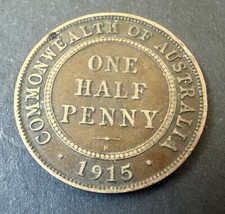 COMMONWEALTH OF AUSTRALIA
ONE
HALF
PENNY
H
· 1915 ·